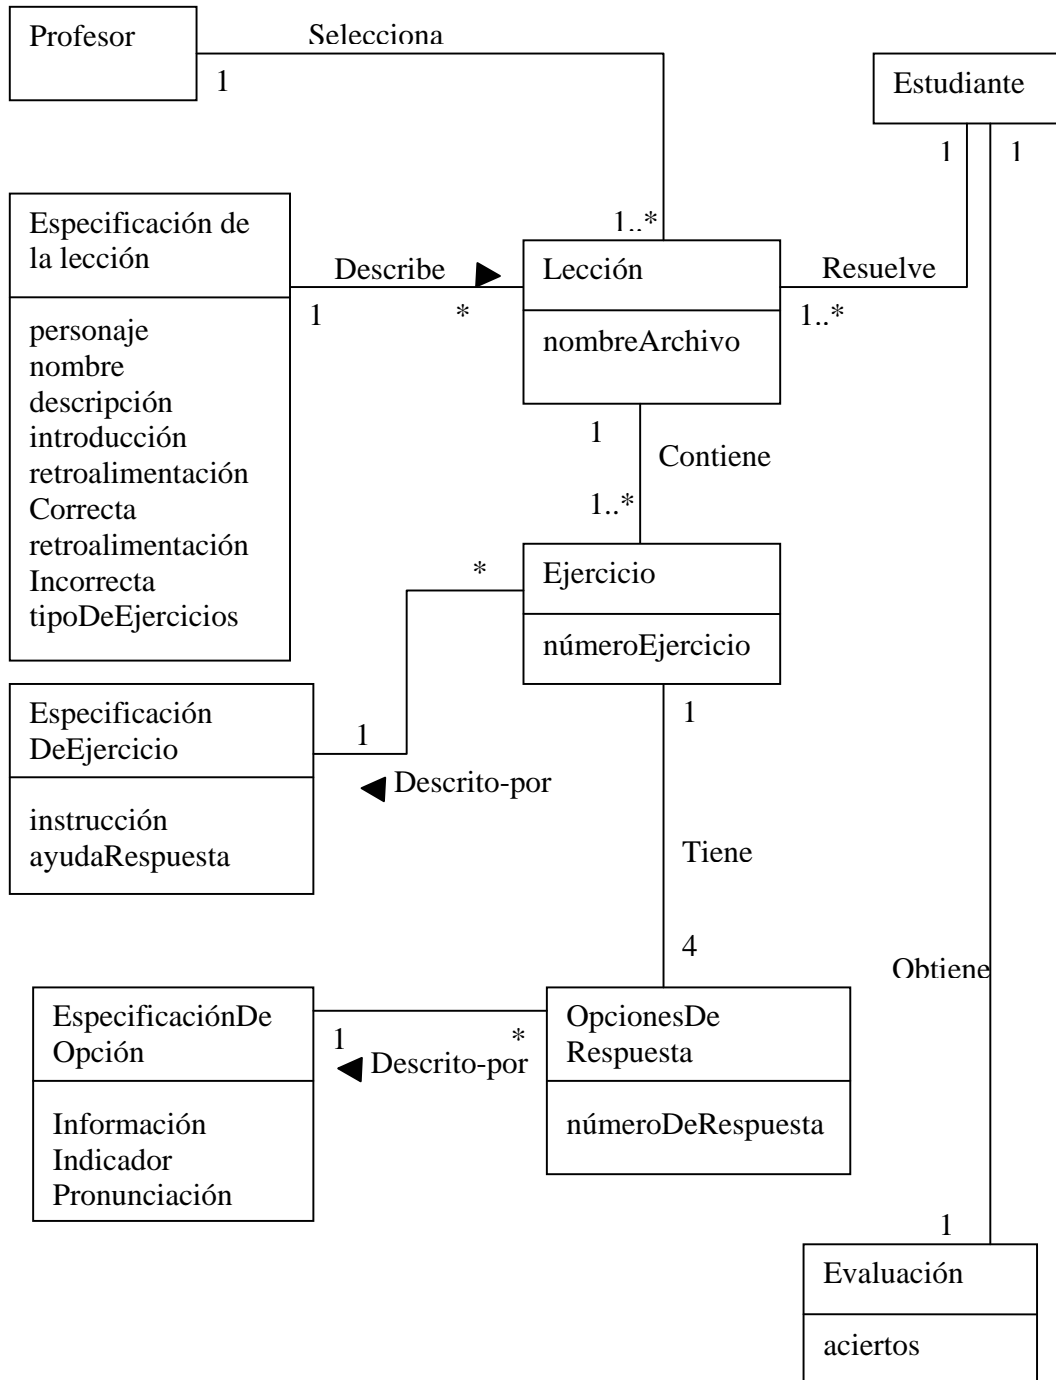 Profesor
Selecciona
1
Estudiante
1
1
Especificación de
la lección
personaje
nombre
descripción
introducción
retroalimentación
Correcta
retroalimentación
Incorrecta
tipoDeEjercicios
Describe
1
*
1..*
Lección
nombreArchivo
Resuelve
1..*
1
Contiene
1..*
Ejercicio
númeroEjercicio
*
1
Especificación
DeEjercicio
instrucción
ayudaRespuesta
1
Descrito-por
Tiene
4
Obtiene
EspecificaciónDe
Opción
Información
Indicador
Pronunciación
1
*
Descrito-por
OpcionesDe
Respuesta
númeroDeRespuesta
1
Evaluación
aciertos